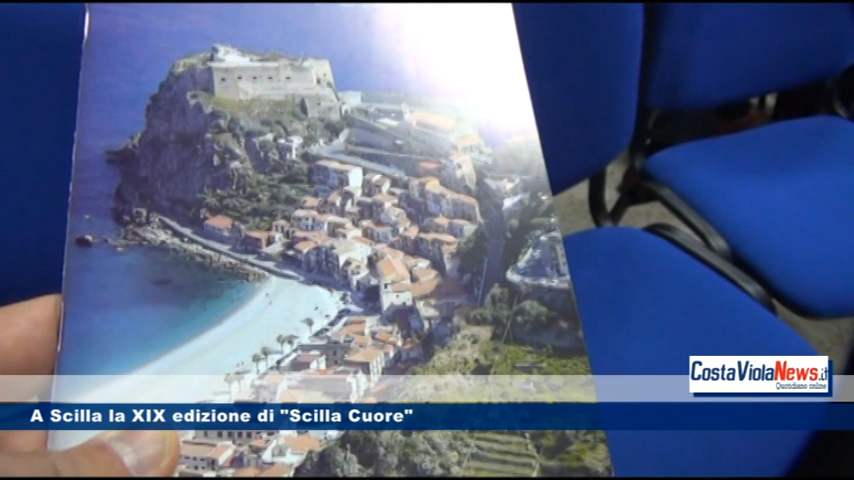 CostaViolaNews.it
Quotidiano online
A Scilla la XIX edizione di "Scilla Cuore"